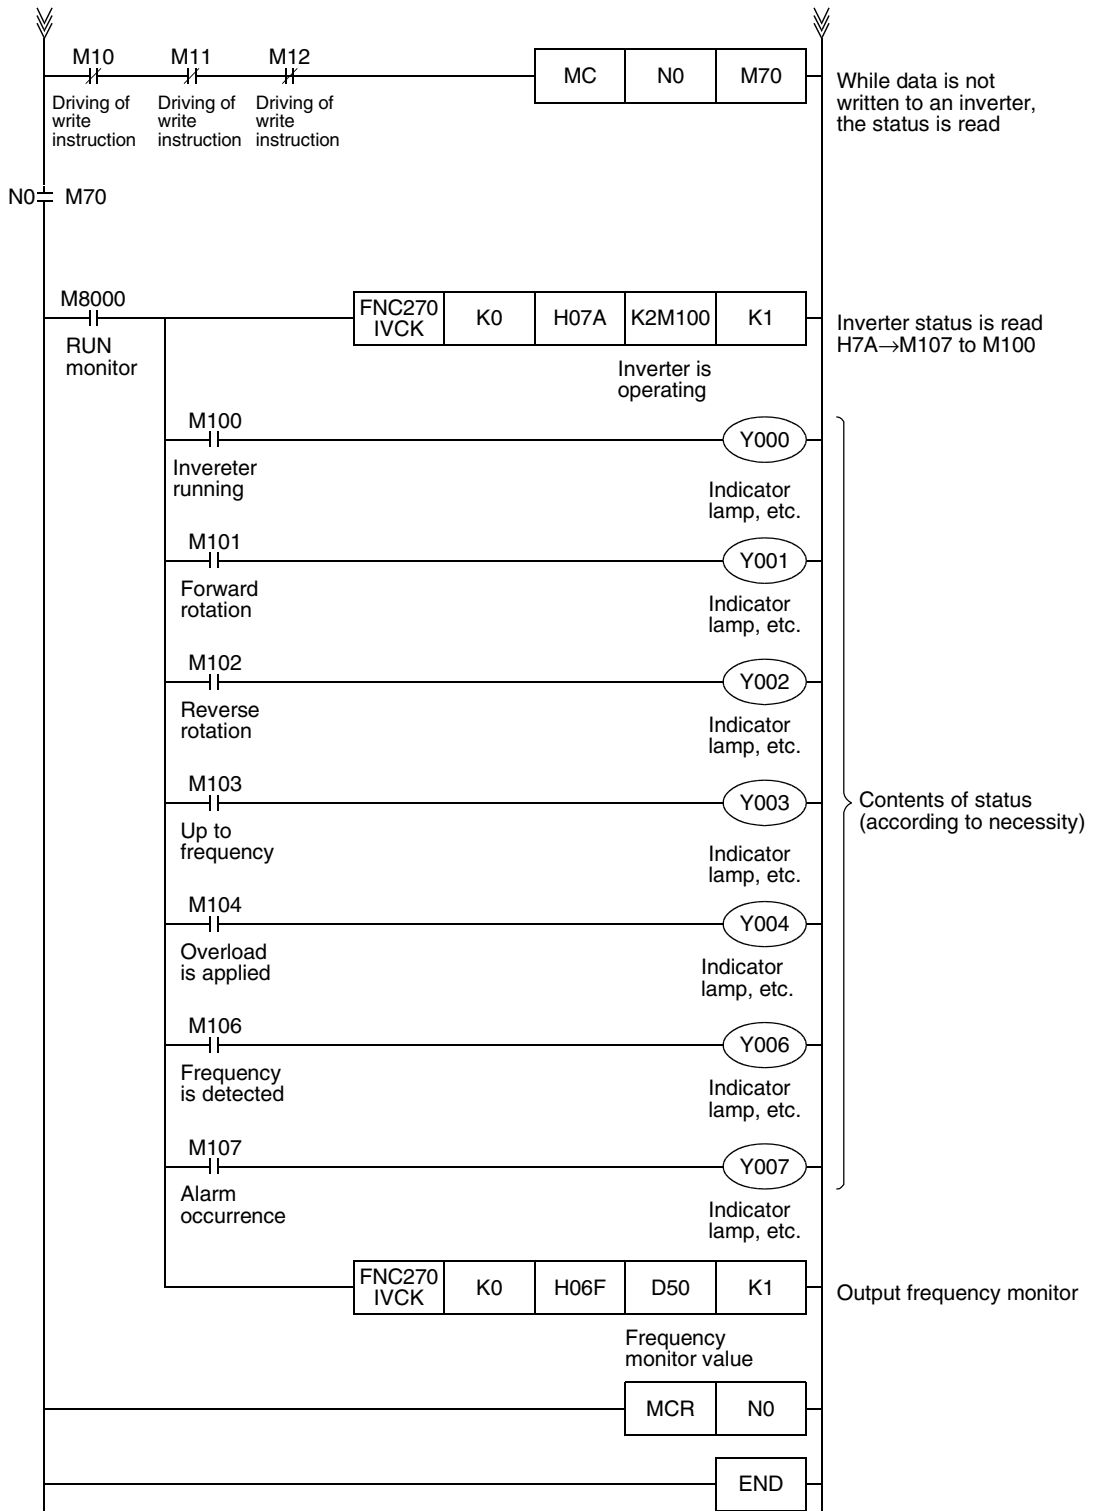 M10 M11 M12
MC N0 M70
While data is not
written to an inverter,
the status is read
Driving of
write
instruction
Driving of
write
instruction
Driving of
write
instruction
N0 M70
M8000
RUN
monitor
FNC270
IVCK
K0 H07A K2M100 K1
Inverter status is read
H7A→M107 to M100
Inverter is
operating
M100
Invereter
running
Y000
Indicator
lamp, etc.
M101
Forward
rotation
Y001
Indicator
lamp, etc.
M102
Reverse
rotation
Y002
Indicator
lamp, etc.
M103
Up to
frequency
Y003
Indicator
lamp, etc.
Contents of status
(according to necessity)
M104
Overload
is applied
Y004
Indicator
lamp, etc.
M106
Frequency
is detected
Y006
Indicator
lamp, etc.
M107
Alarm
occurrence
Y007
Indicator
lamp, etc.
FNC270
IVCK
K0 H06F D50 K1
Output frequency monitor
Frequency
monitor value
MCR N0
END